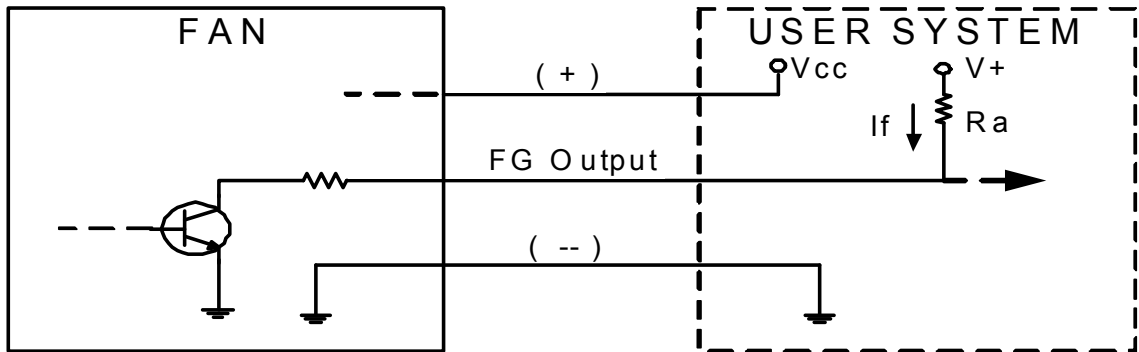 FAN
USER SYSTEM
( + )
Vcc
V+
If
Ra
FG Output
( -- )